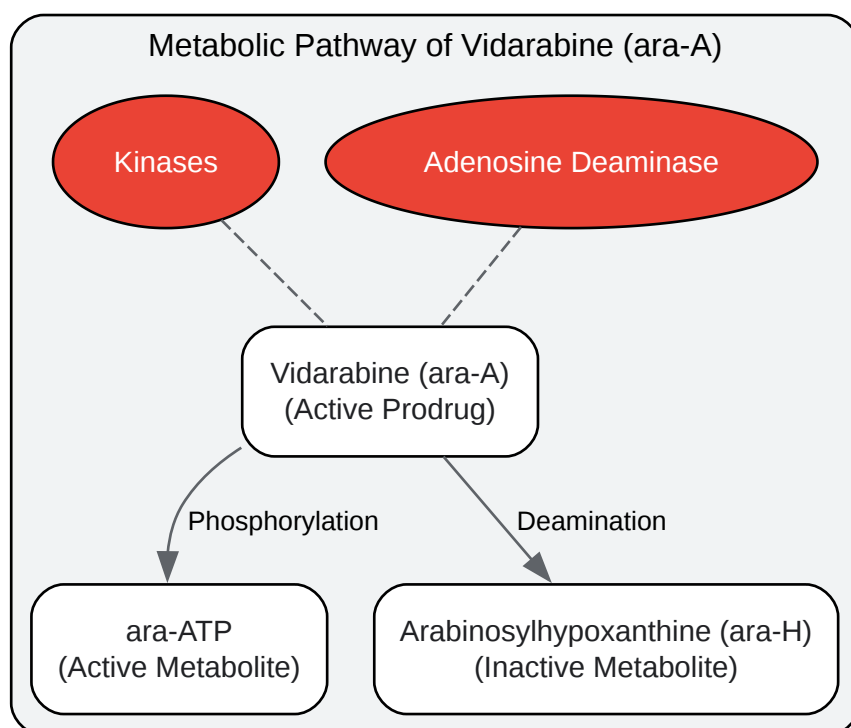 Metabolic Pathway of Vidarabine (ara-A)
Kinases
Adenosine Deaminase
Vidarabine (ara-A)
(Active Prodrug)
Phosphorylation
Deamination
ara-ATP
(Active Metabolite)
Arabinosylhypoxanthine (ara-H)
(Inactive Metabolite)